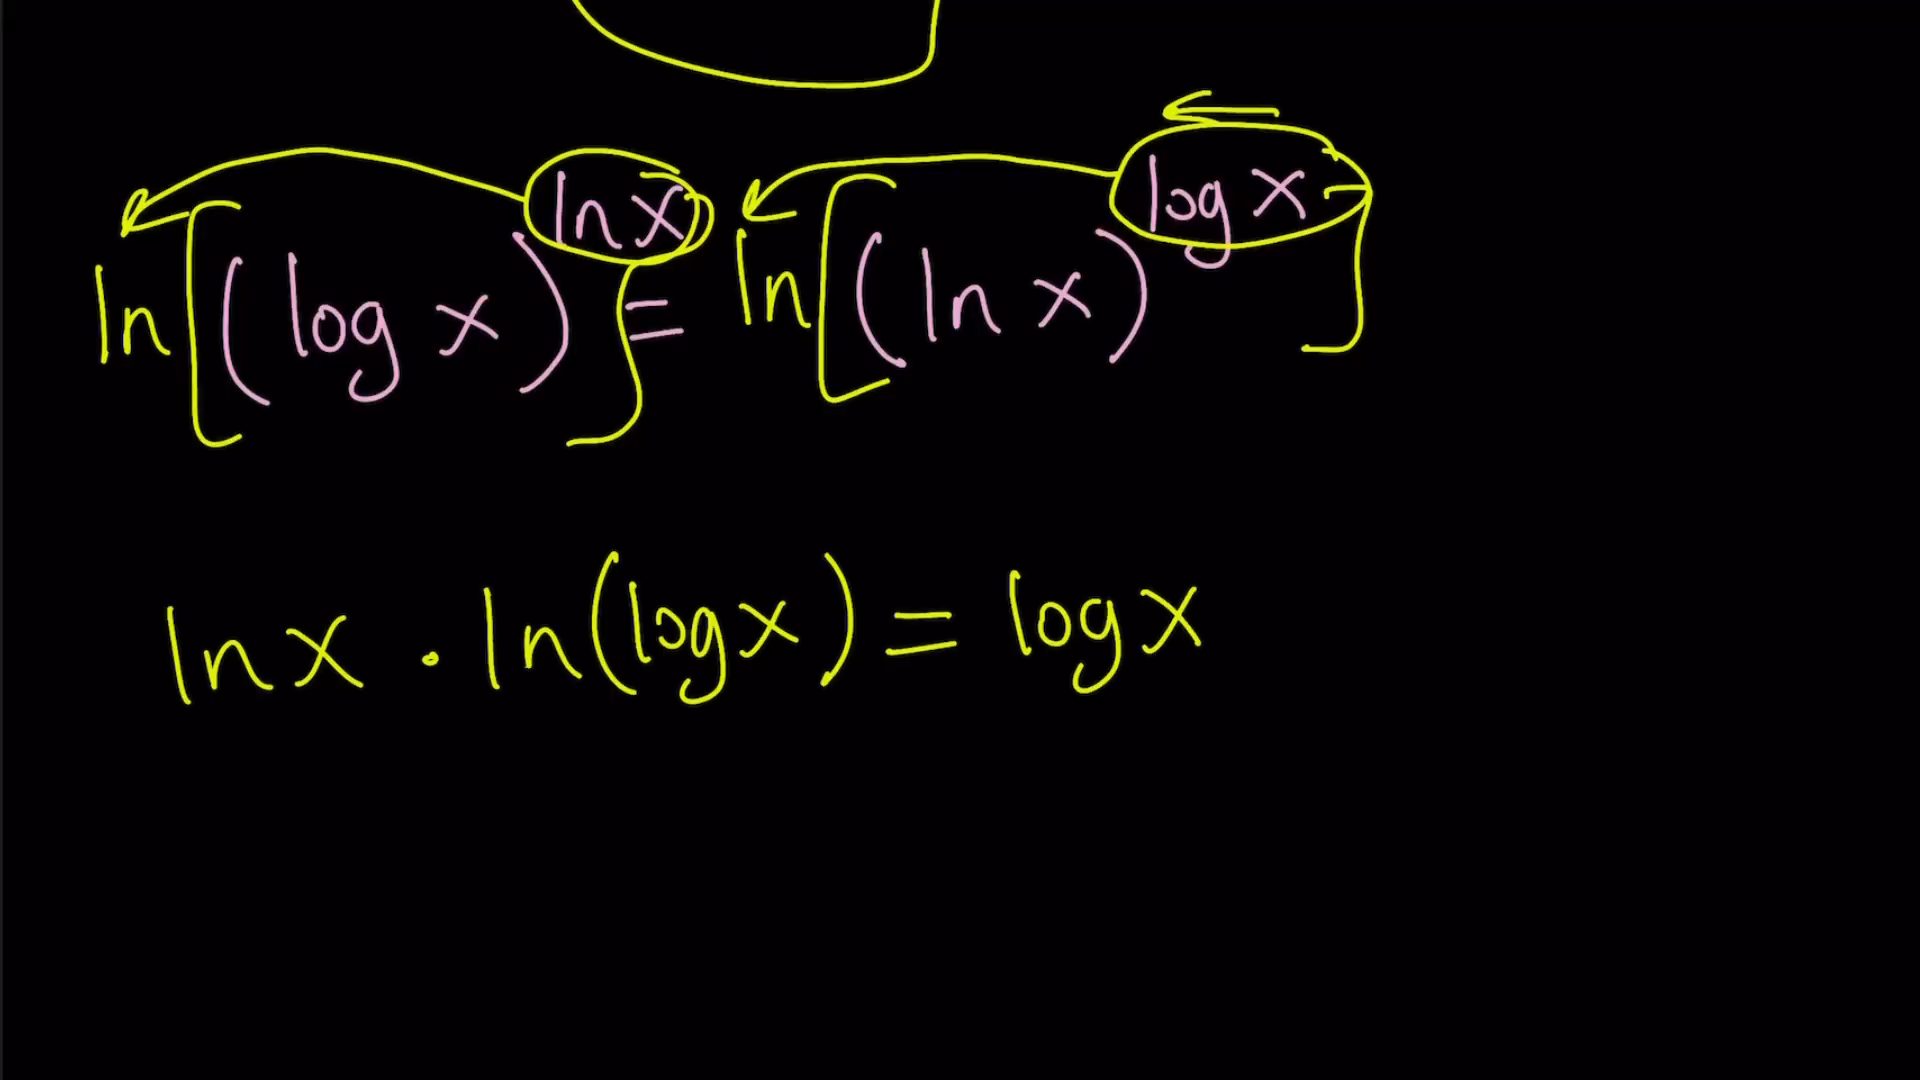 ln[(log x)^{ln x}] = ln[(ln x)^{log x}]
ln x · ln(log x) = log x